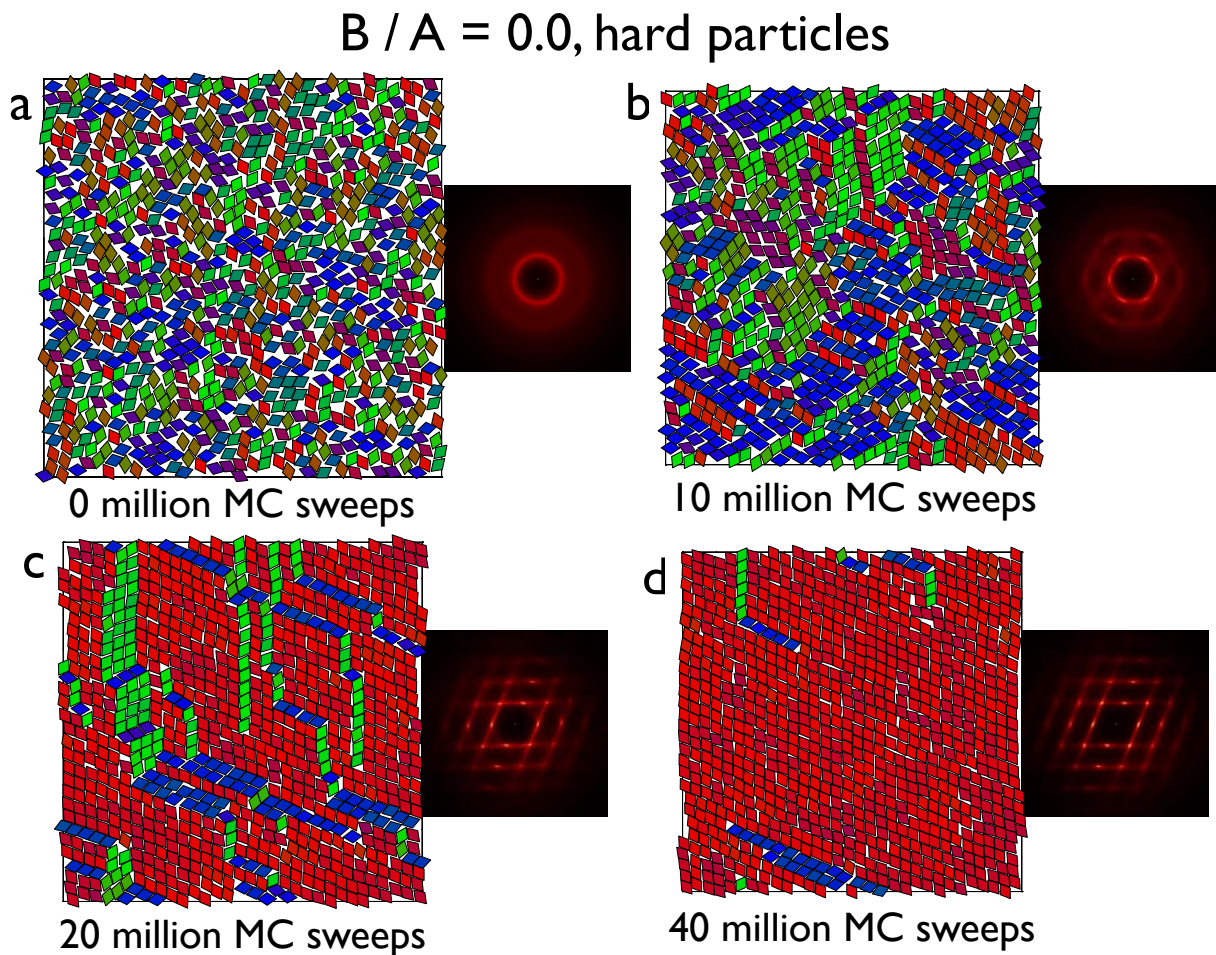 B / A = 0.0, hard particles
a
b
0 million MC sweeps
10 million MC sweeps
c
d
20 million MC sweeps
40 million MC sweeps